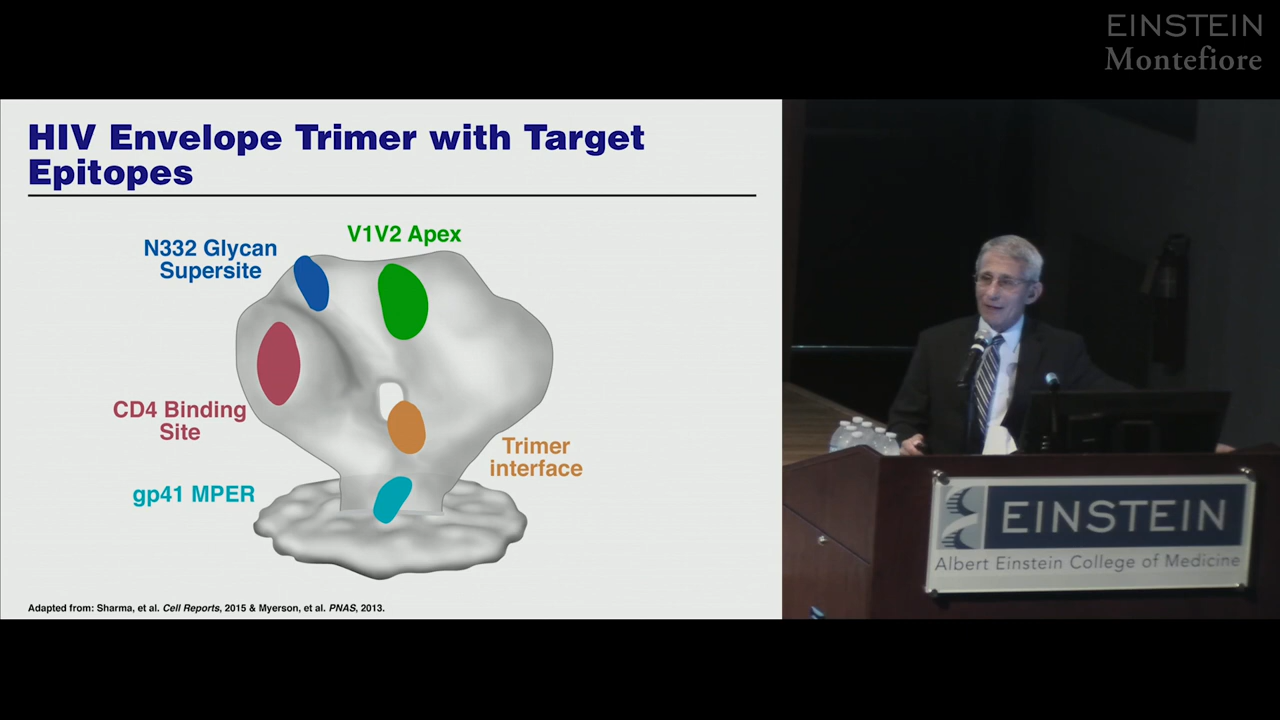 EINSTEIN
Montefiore
HIV Envelope Trimer with Target
Epitopes
V1V2 Apex
N332 Glycan
Supersite
CD4 Binding
Site
Trimer
interface
gp41 MPER
Adapted from: Sharma, et al. Cell Reports, 2015 & Myerson, et al. PNAS, 2013.
EINSTEIN
Albert Einstein College of Medicine